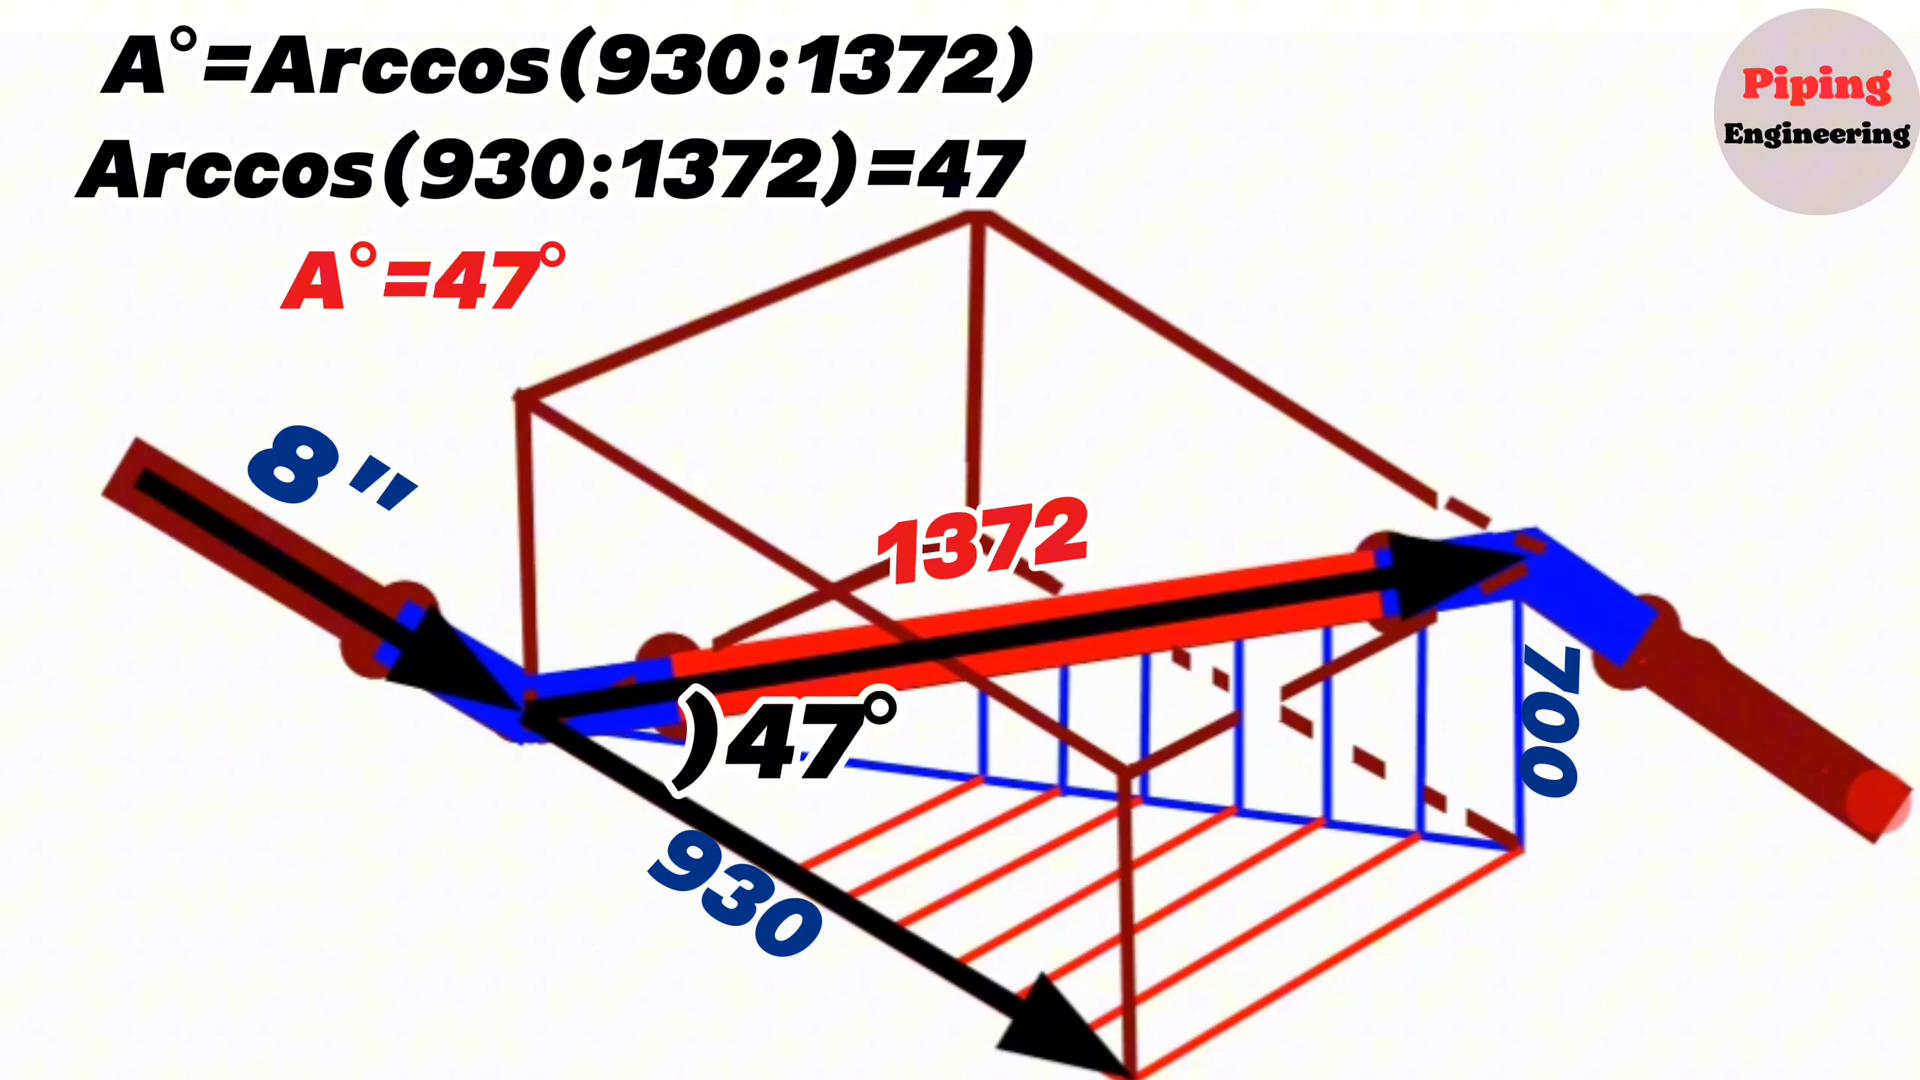 A°=Arccos(930:1372)
Arccos(930:1372)=47
A°=47°
Piping
Engineering
8"
1372
)47°
700
930